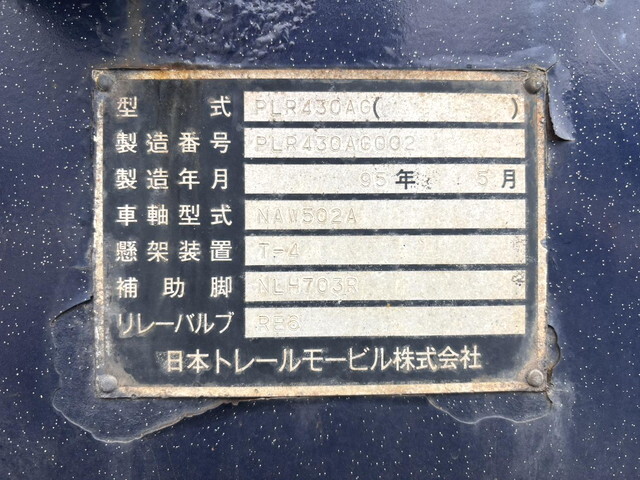 型式 PLR430AG( )
製造番号 PLR430AG002
製造年月 95年 5月
車軸型式 NAW502A
懸架装置 T-4
補助脚 NLH703R
リレーバルブ
日本トレールモービル株式会社